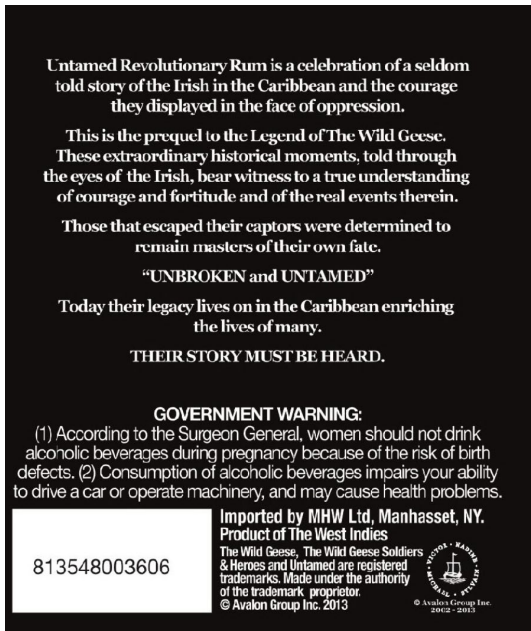 Untamed Revolutionary Rum is a celebration of a seldom
told story of the Irish in the Caribbean and the courage
they displayed in the face of oppression.
This is the prequel to the Legend of The Wild Geese.
These extraordinary historical moments, told through
the eyes of the Irish, bear witness to a true understanding
of courage and fortitude and of the real events therein.
Those that escaped their captors were determined to
remain masters of their own fate.
“UNBROKEN and UNTAMED”
Today their legacy lives on in the Caribbean enriching
the lives of many.
THEIR STORY MUST BE HEARD.
GOVERNMENT WARNING:
(1) According to the Surgeon General, women should not drink
alcoholic beverages during pregnancy because of the risk of birth
defects. (2) Consumption of alcoholic beverages impairs your ability
to drive a car or operate machinery, and may cause health problems.
813548003606
Imported by MHW Ltd, Manhasset, NY.
Product of The West Indies
The Wild Geese, The Wild Geese Soldiers
& Heroes and Untamed are registered
trademarks. Made under the authority
of the trademark proprietor.
© Avalon Group Inc. 2013
VICTOR · NADINE ·
MICHAEL ·
© Avalon Group Inc.
2002 - 2013